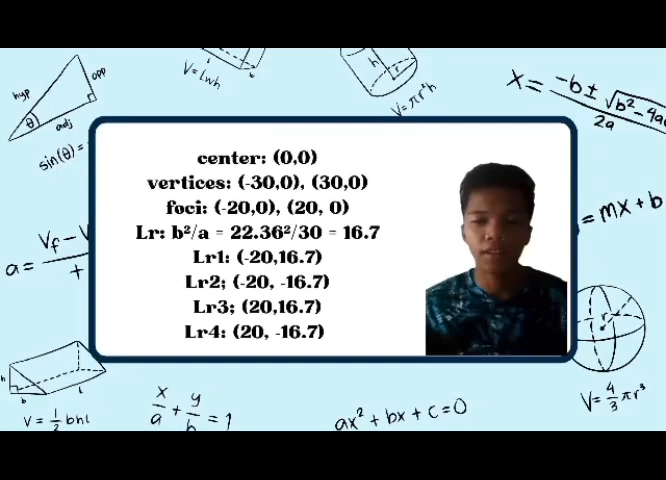 hyp
opp
θ
adj
sin(θ) =
V= Lwh
h
r
V= πr²h
x= -b ± √b² - 4ac
2a
center: (0,0)
vertices: (-30,0), (30,0)
foci: (-20,0), (20, 0)
Lr: b²/a = 22.36²/30 = 16.7
Lr1: (-20,16.7)
Lr2; (-20, -16.7)
Lr3; (20,16.7)
Lr4: (20, -16.7)
a= Vf - V
t
= mx + b
r
V= 4/3 πr³
h
b
l
V = 1/2 bhl
x/a + y/b = 1
ax² + bx + c = 0